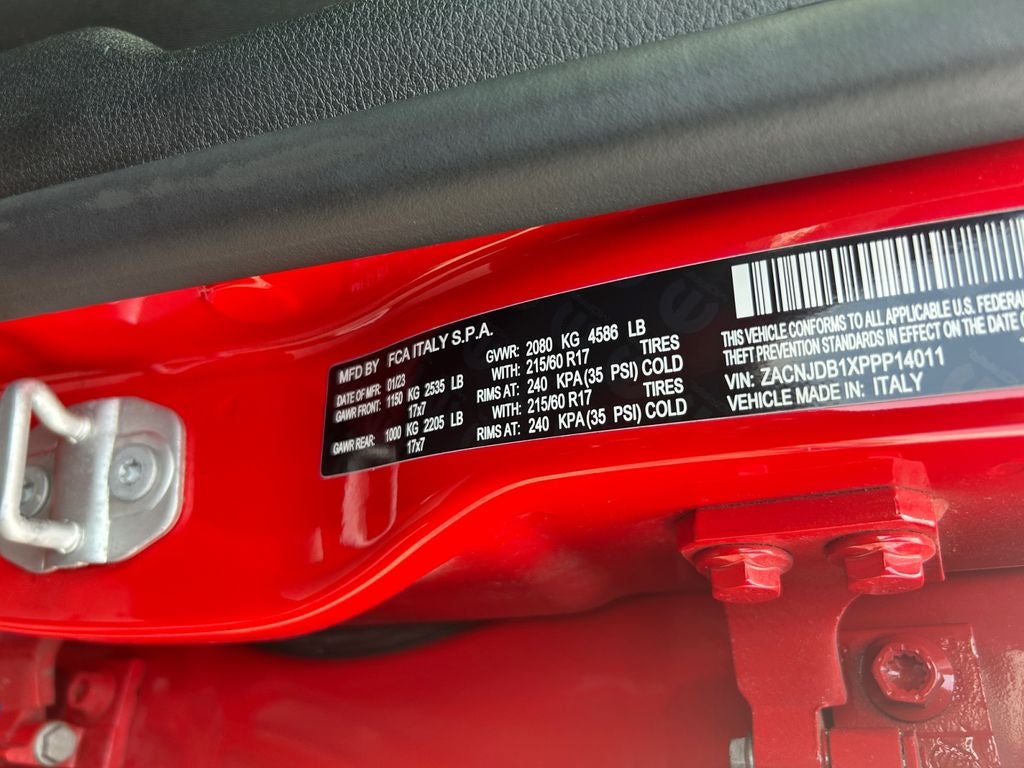 MFD BY FCA ITALY S.P.A.
DATE OF MFR: 01/23 GVWR: 2080 KG 4586 LB
GAWR FRONT: 1150 KG 2535 LB WITH: 215/60 R17 TIRES
17x7 RIMS AT: 240 KPA (35 PSI) COLD
GAWR REAR: 1000 KG 2205 LB WITH: 215/60 R17 TIRES
17x7 RIMS AT: 240 KPA (35 PSI) COLD
THIS VEHICLE CONFORMS TO ALL APPLICABLE U.S. FEDERAL
THEFT PREVENTION STANDARDS IN EFFECT ON THE DATE
VIN: ZACNJDB1XPPP14011
VEHICLE MADE IN: ITALY